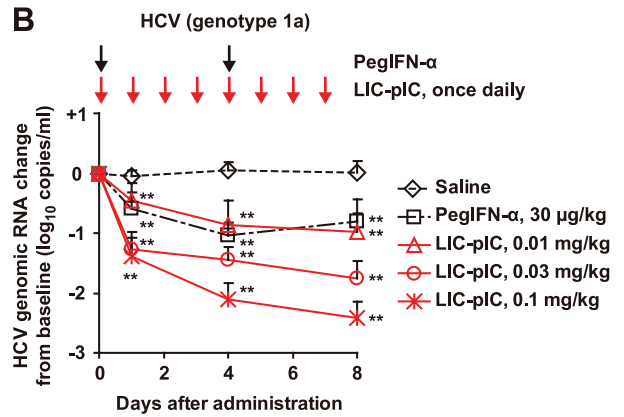 B
HCV (genotype 1a)
PegIFN-α
LIC-pIC, once daily
HCV genomic RNA change
from baseline (log10 copies/ml)
+1
0
-1
-2
-3
**
**
**
**
**
**
**
**
**
**
**
**
0
4
8
Days after administration
Saline
PegIFN-α, 30 μg/kg
LIC-pIC, 0.01 mg/kg
LIC-pIC, 0.03 mg/kg
LIC-pIC, 0.1 mg/kg